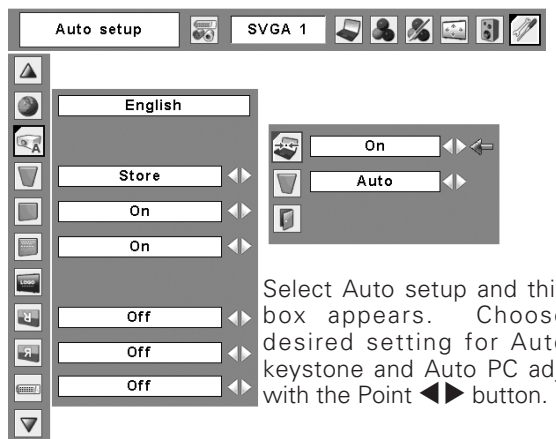 Auto setup
SVGA 1
English
Store
On
On
Off
Off
Off
A
LOGO
R
R
On
Auto
Select Auto setup and thi
box appears. Choose
desired setting for Auto
keystone and Auto PC
with the Point ◀▶ button.